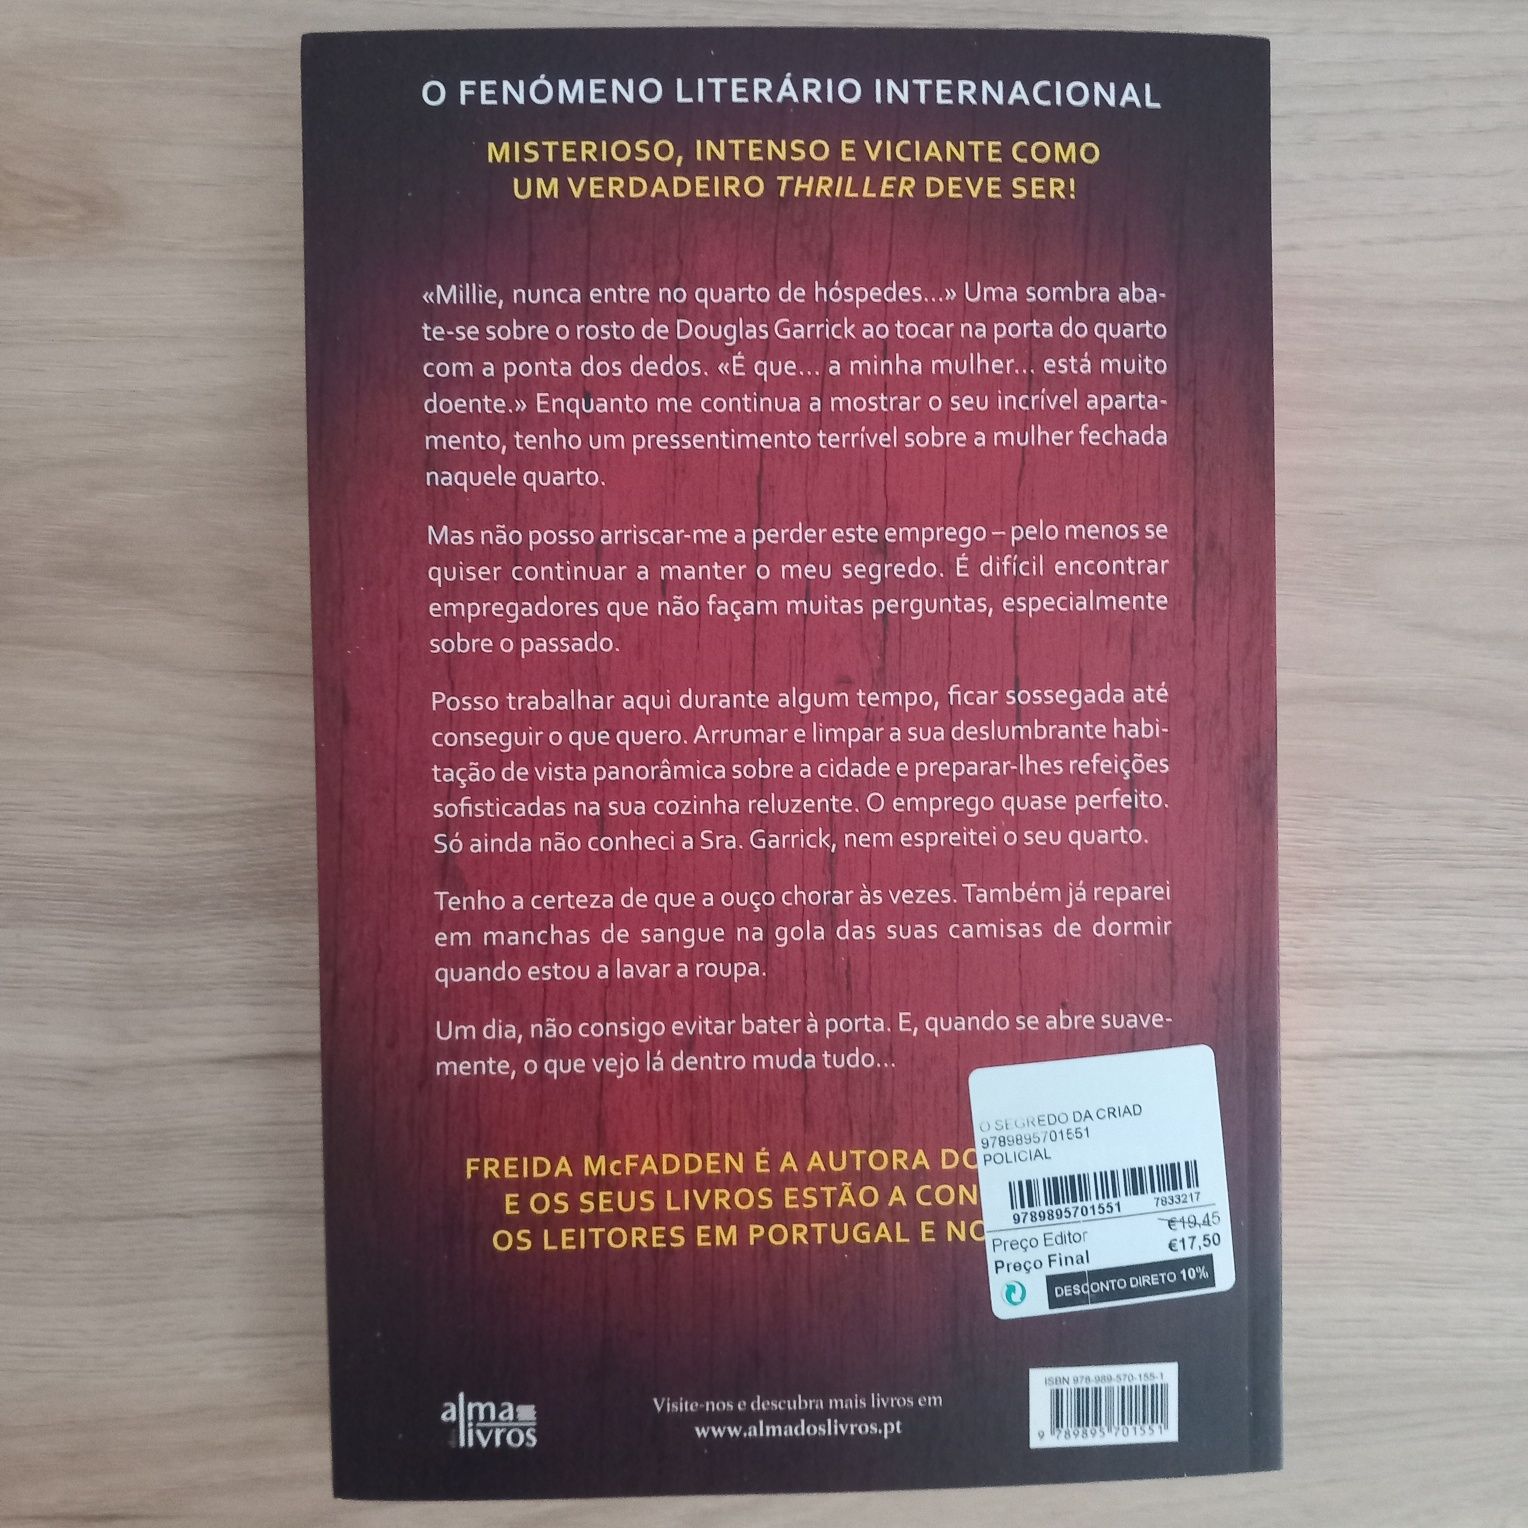 O FENÓMENO LITERÁRIO INTERNACIONAL
MISTERIOSO, INTENSO E VICIANTE COMO
UM VERDADEIRO THRILLER DEVE SER!
«Millie, nunca entre no quarto de hóspedes...» Uma sombra aba-
te-se sobre o rosto de Douglas Garrick ao tocar na porta do quarto
com a ponta dos dedos. «É que... a minha mulher... está muito
doente.» Enquanto me continua a mostrar o seu incrível aparta-
mento, tenho um pressentimento terrível sobre a mulher fechada
naquele quarto.
Mas não posso arriscar-me a perder este emprego – pelo menos se
quiser continuar a manter o meu segredo. É difícil encontrar
empregadores que não façam muitas perguntas, especialmente
sobre o passado.
Posso trabalhar aqui durante algum tempo, ficar sossegada até
conseguir o que quero. Arrumar e limpar a sua deslumbrante habi-
tação de vista panorâmica sobre a cidade e preparar-lhes refeições
sofisticadas na sua cozinha reluzente. O emprego quase perfeito.
Só ainda não conheci a Sra. Garrick, nem espreitei o seu quarto.
Tenho a certeza de que a ouço chorar às vezes. Também já reparei
em manchas de sangue na gola das suas camisas de dormir
quando estou a lavar a roupa.
Um dia, não consigo evitar bater à porta. E, quando se abre suave-
mente, o que vejo lá dentro muda tudo...
FREIDA McFADDEN É A AUTORA DO
E OS SEUS LIVROS ESTÃO A CON
OS LEITORES EM PORTUGAL E NO
O SEGREDO DA CRIAD
9789895701551
POLICIAL
9789895701551 7833217
Preço Editor €19,45
Preço Final €17,50
DESCONTO DIRETO 10%
alma
livros
Visite-nos e descubra mais livros em
www.almadoslivros.pt
ISBN 978-989-570-155-1
9 789895 701551